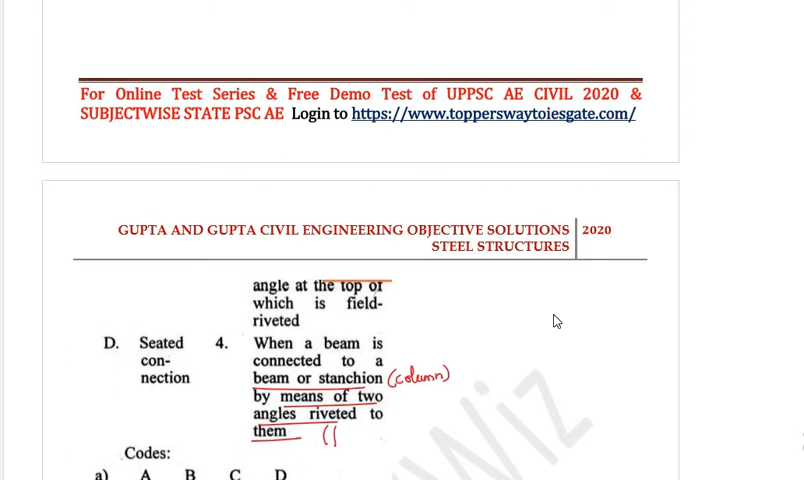 For Online Test Series & Free Demo Test of UPPSC AE CIVIL 2020 &
SUBJECTWISE STATE PSC AE Login to https://www.topperswaytoiesgate.com/
GUPTA AND GUPTA CIVIL ENGINEERING OBJECTIVE SOLUTIONS 2020
STEEL STRUCTURES
angle at the top of
which is field-
riveted
D. Seated 4. When a beam is
con- connected to a
nection beam or stanchion (column)
by means of two
angles riveted to
them
Codes:
a) A B C D